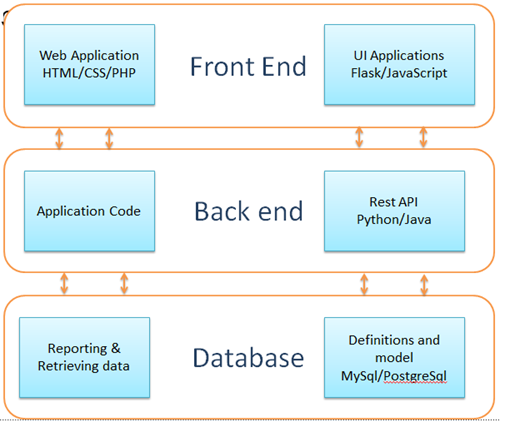 Web Application
HTML/CSS/PHP
Front End
UI Applications
Flask/JavaScript
Application Code
Back end
Rest API
Python/Java
Reporting &
Retrieving data
Database
Definitions and
model
MySql/PostgreSql